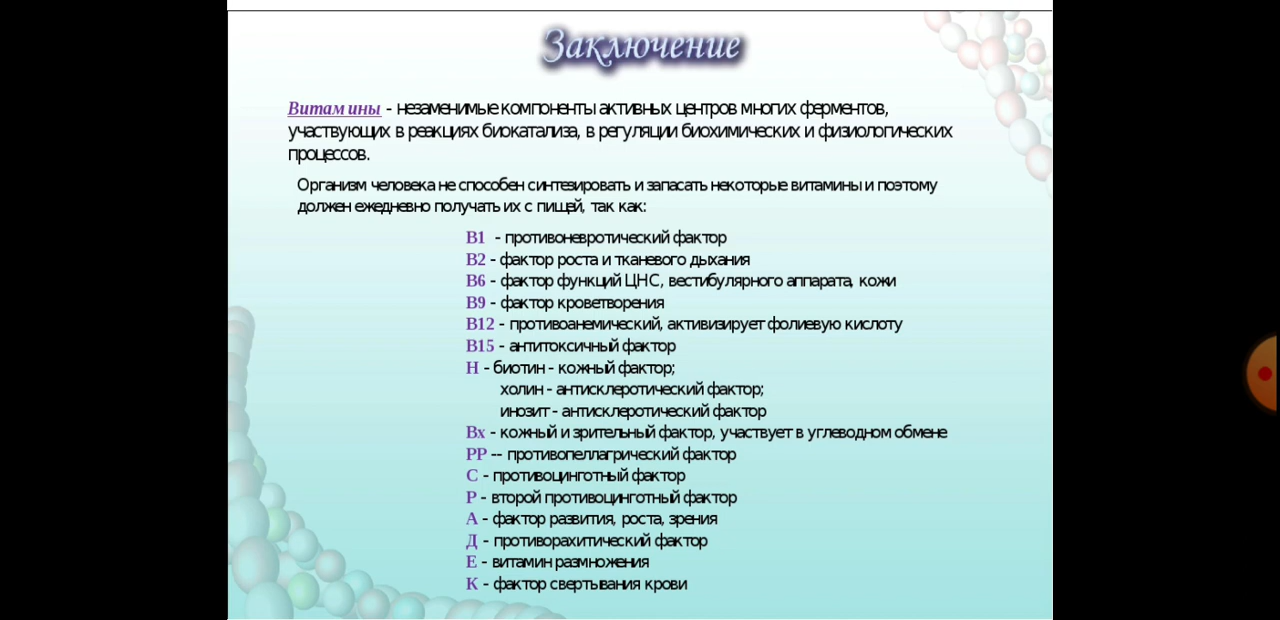 Заключение
Витамины - незаменимые компоненты активных центров многих ферментов,
участвующих в реакциях биокатализа, в регуляции биохимических и физиологических
процессов.
Организм человека не способен синтезировать и запасать некоторые витамины и поэтому
должен ежедневно получать их с пищей, так как:
В1 - противоневротический фактор
В2 - фактор роста и тканевого дыхания
В6 - фактор функций ЦНС, вестибулярного аппарата, кожи
В9 - фактор кроветворения
В12 - противоанемический, активизирует фолиевую кислоту
В15 - антитоксичный фактор
Н - биотин - кожный фактор;
холин - антисклеротический фактор;
инозит - антисклеротический фактор
Вх - кожный и зрительный фактор, участвует в углеводном обмене
РР -- противопеллагрический фактор
С - противоцинготный фактор
Р - второй противоцинготный фактор
А - фактор развития, роста, зрения
Д - противорахитический фактор
Е - витамин размножения
К - фактор свертывания крови